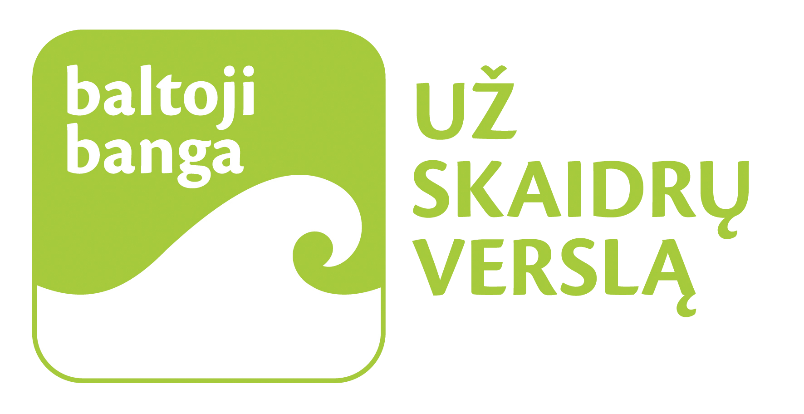 baltoji
banga
UŽ
SKAIDRŲ
VERSLĄ